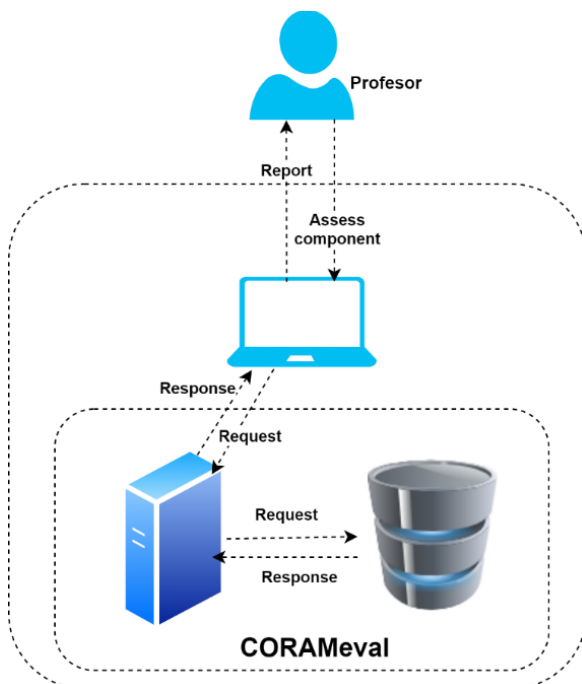 Profesor
Report
Assess
component
Response
Request
Request
Response
CORAMeval